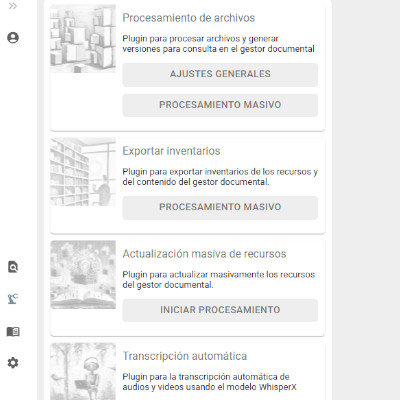 Procesamiento de archivos
Plugin para procesar archivos y generar
versiones para consulta en el gestor documental
AJUSTES GENERALES
PROCESAMIENTO MASIVO
Exportar inventarios
Plugin para exportar inventarios de los recursos y
del contenido del gestor documental.
PROCESAMIENTO MASIVO
Actualización masiva de recursos
Plugin para actualizar masivamente los recursos
del gestor documental.
INICIAR PROCESAMIENTO
Transcripción automática
Plugin para la transcripción automática de
audios y videos usando el modelo WhisperX